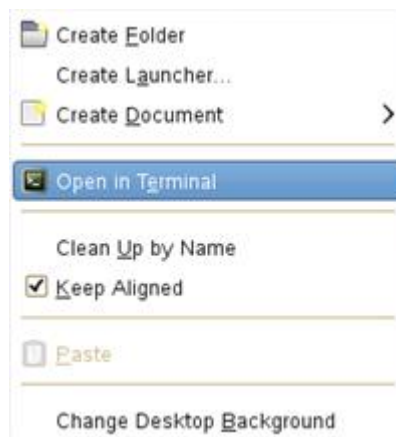 Create Folder
Create Launcher...
Create Document
Open in Terminal
Clean Up by Name
Keep Aligned
Paste
Change Desktop Background